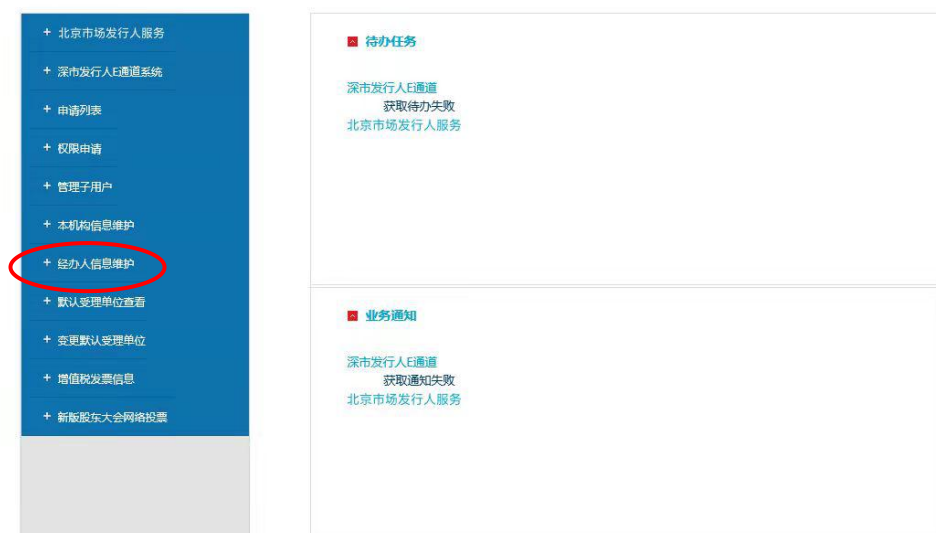 + 北京市场发行人服务
+ 深市发行人E通道系统
+ 申请列表
+ 权限申请
+ 管理子用户
+ 本机构信息维护
+ 经办人信息维护
+ 默认受理单位查看
+ 变更默认受理单位
+ 增值税发票信息
+ 新版股东大会网络投票
待办任务
深市发行人E通道
获取待办失败
北京市场发行人服务
业务通知
深市发行人E通道
获取通知失败
北京市场发行人服务